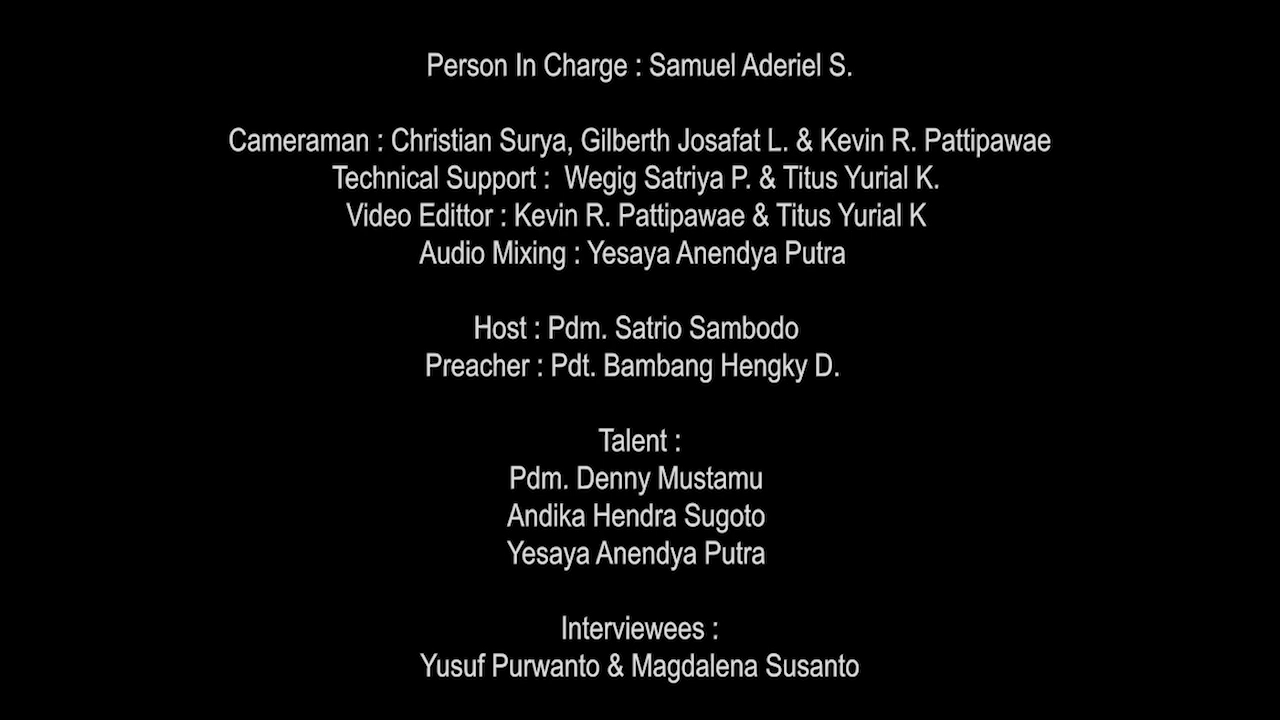 Person In Charge : Samuel Aderiel S.
Cameraman : Christian Surya, Gilberth Josafat L. & Kevin R. Pattipawae
Technical Support :  Wegig Satriya P. & Titus Yurial K.
Video Edittor : Kevin R. Pattipawae & Titus Yurial K
Audio Mixing : Yesaya Anendya Putra
Host : Pdm. Satrio Sambodo
Preacher : Pdt. Bambang Hengky D.
Talent :
Pdm. Denny Mustamu
Andika Hendra Sugoto
Yesaya Anendya Putra
Interviewees :
Yusuf Purwanto & Magdalena Susanto